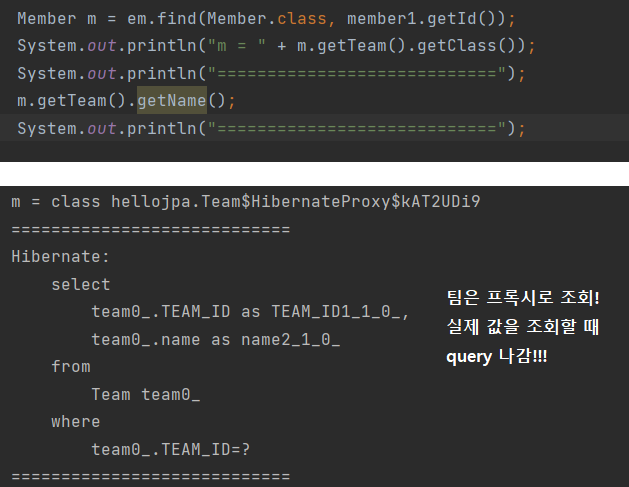 Member m = em.find(Member.class, member1.getId());
System.out.println("m = " + m.getTeam().getClass());
System.out.println("============================");
m.getTeam().getName();
System.out.println("============================");
m = class hellojpa.Team$HibernateProxy$kAT2UDi9
============================
Hibernate:
    select
        team0_.TEAM_ID as TEAM_ID1_1_0_,
        team0_.name as name2_1_0_
    from
        Team team0_
    where
        team0_.TEAM_ID=?
============================
팀은 프록시로 조회!
실제 값을 조회할 때
query 나감!!!